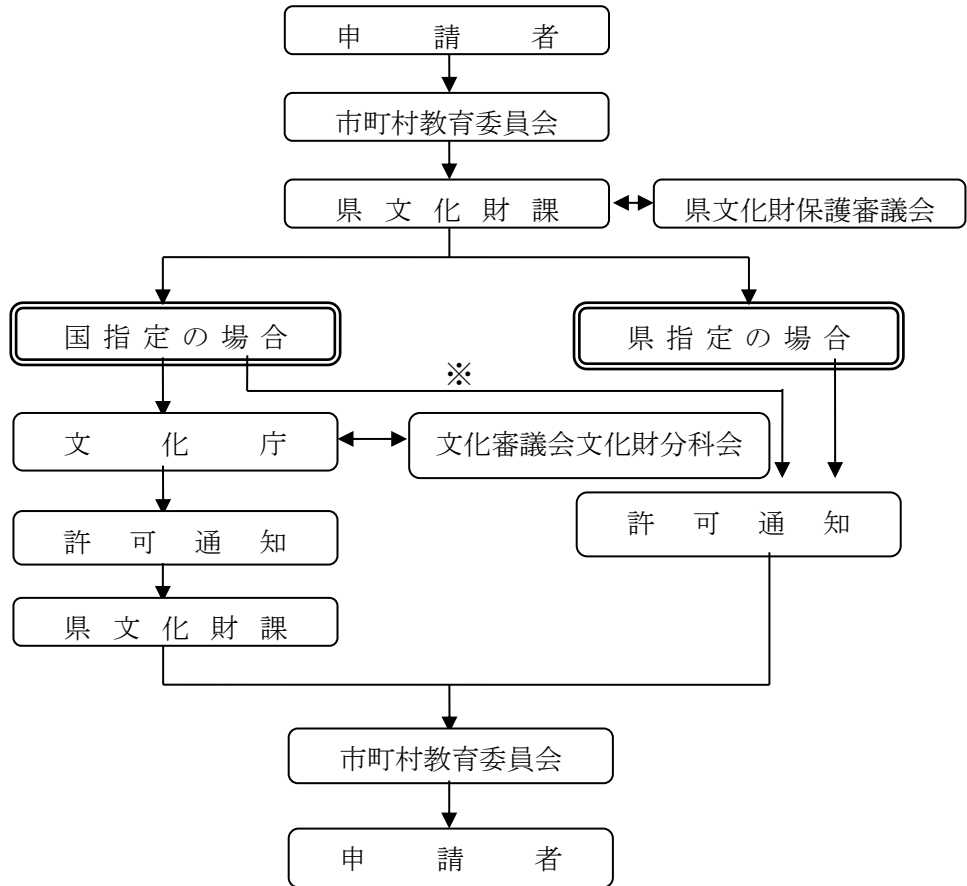 申請者
市町村教育委員会
県文化財課
県文化財保護審議会
国指定の場合
県指定の場合
※
文化庁
文化審議会文化財分科会
許可通知
許可通知
県文化財課
市町村教育委員会
申請者